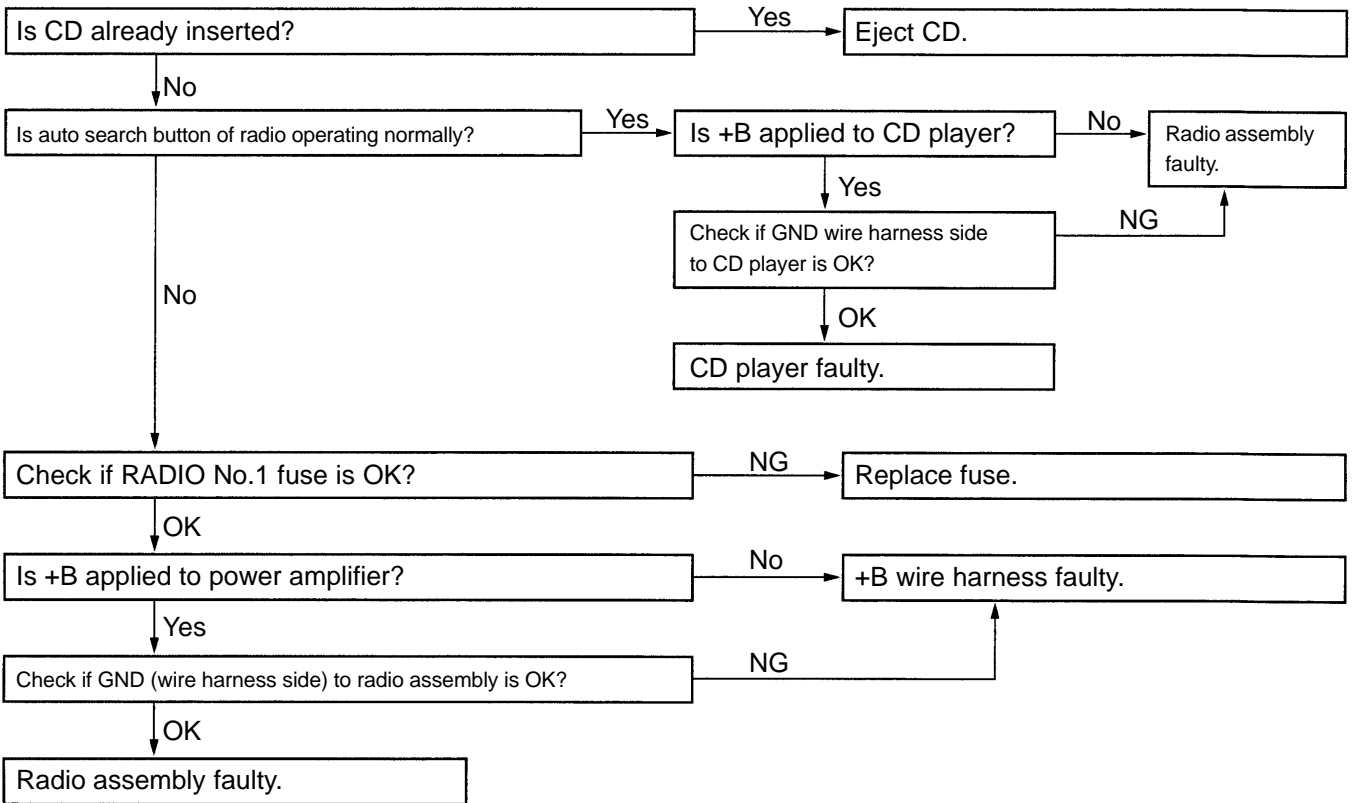 Is CD already inserted?
Yes
Eject CD.
No
Is auto search button of radio operating normally?
Yes
Is +B applied to CD player?
No
Radio assembly
faulty.
Yes
Check if GND wire harness side
to CD player is OK?
NG
No
OK
CD player faulty.
Check if RADIO No.1 fuse is OK?
NG
Replace fuse.
OK
Is +B applied to power amplifier?
No
+B wire harness faulty.
Yes
Check if GND (wire harness side) to radio assembly is OK?
NG
OK
Radio assembly faulty.